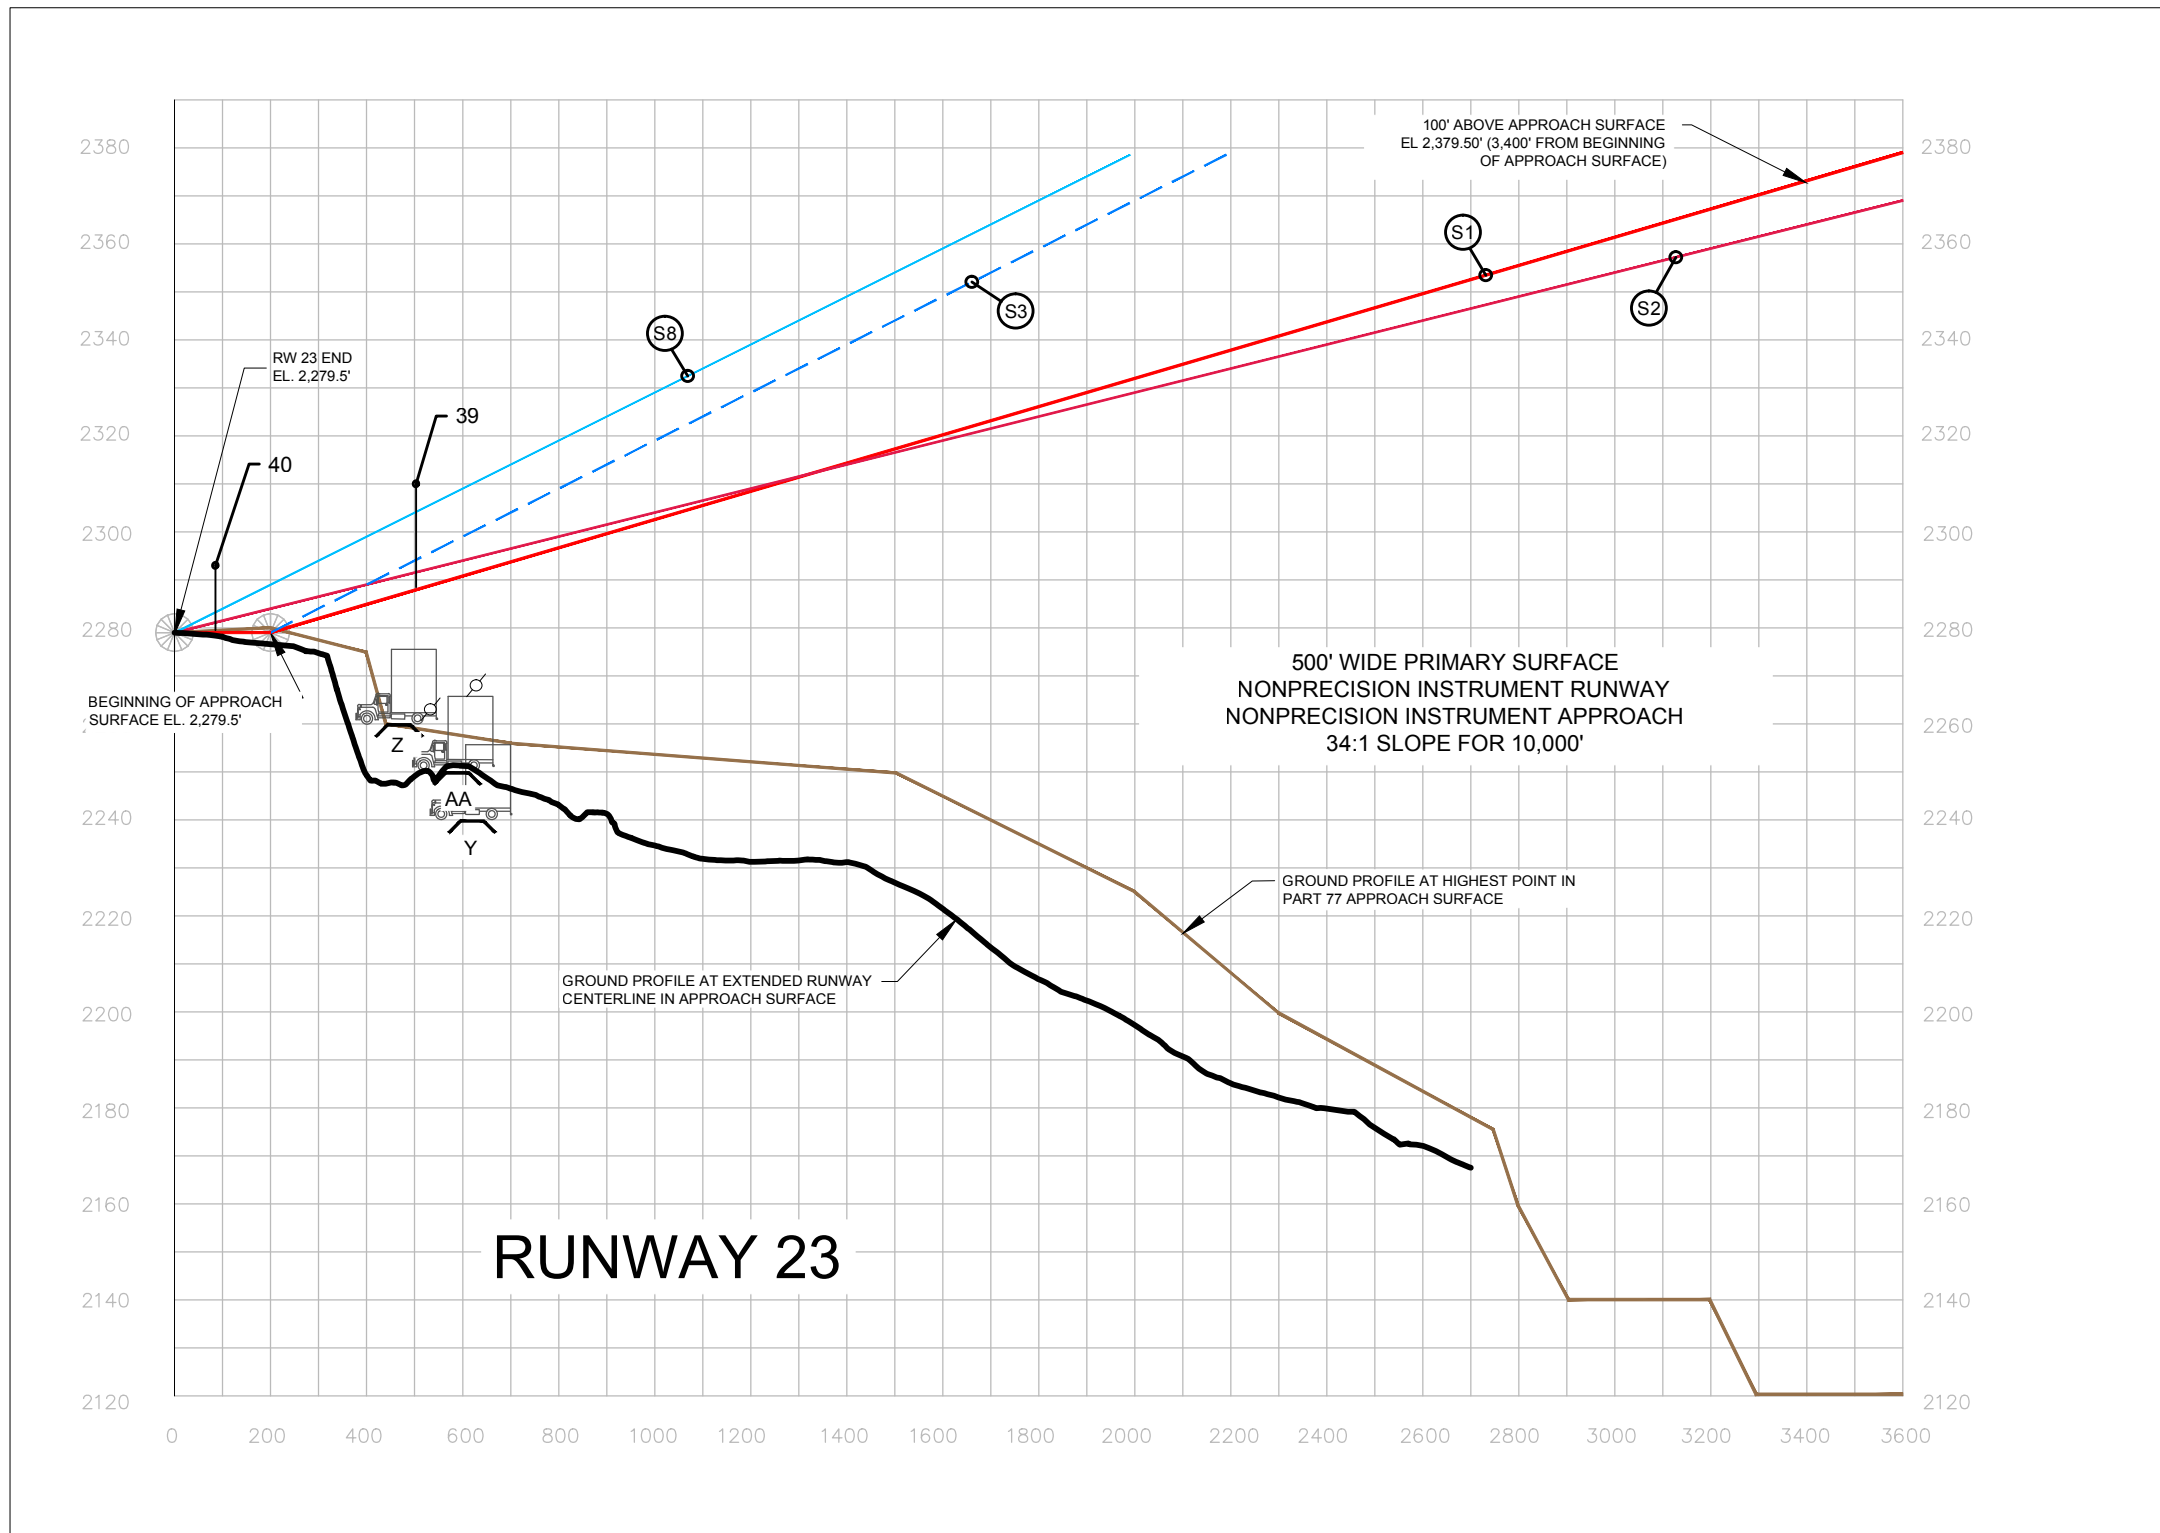 100' ABOVE APPROACH SURFACE
EL 2,379.50' (3,400' FROM BEGINNING
OF APPROACH SURFACE)
2380
2380
S1
2360
2360
S2
S3
S8
2340
2340
RW 23 END
EL. 2,279.5'
39
2320
2320
40
2300
2300
2280
2280
500' WIDE PRIMARY SURFACE
NONPRECISION INSTRUMENT RUNWAY
NONPRECISION INSTRUMENT APPROACH
34:1 SLOPE FOR 10,000'
BEGINNING OF APPROACH
SURFACE EL. 2,279.5'
2260
Z
AA
Y
2240
2240
GROUND PROFILE AT HIGHEST POINT IN
PART 77 APPROACH SURFACE
2220
2220
GROUND PROFILE AT EXTENDED RUNWAY
CENTERLINE IN APPROACH SURFACE
2200
2200
2180
2180
2160
2160
RUNWAY 23
2140
2140
2120
2120
0 200 400 600 800 1000 1200 1400 1600 1800 2000 2200 2400 2600 2800 3000 3200 3400 3600